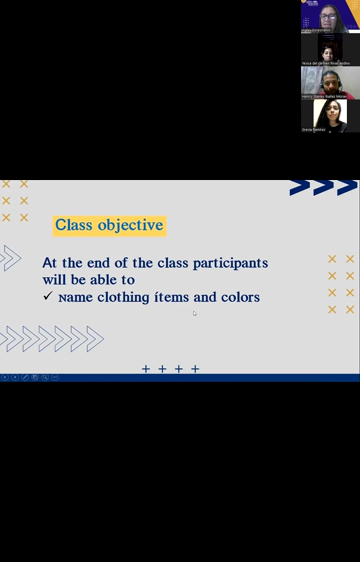 Class objective
At the end of the class participants
will be able to
✓ Name clothing ítems and colors